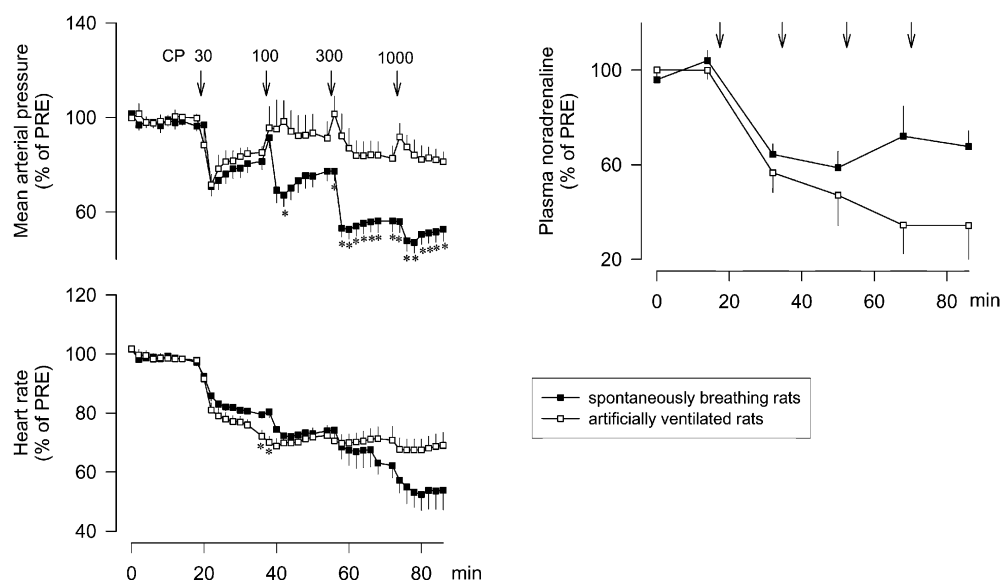 Mean arterial pressure
(% of PRE)
140
100
60
CP 30 100 300 1000
* * * * * * * * * * * * * * * *
Heart rate
(% of PRE)
120
100
80
60
40
* *
0 20 40 60 80 min
Plasma noradrenaline
(% of PRE)
100
60
20
0 20 40 60 80 min
spontaneously breathing rats
artificially ventilated rats